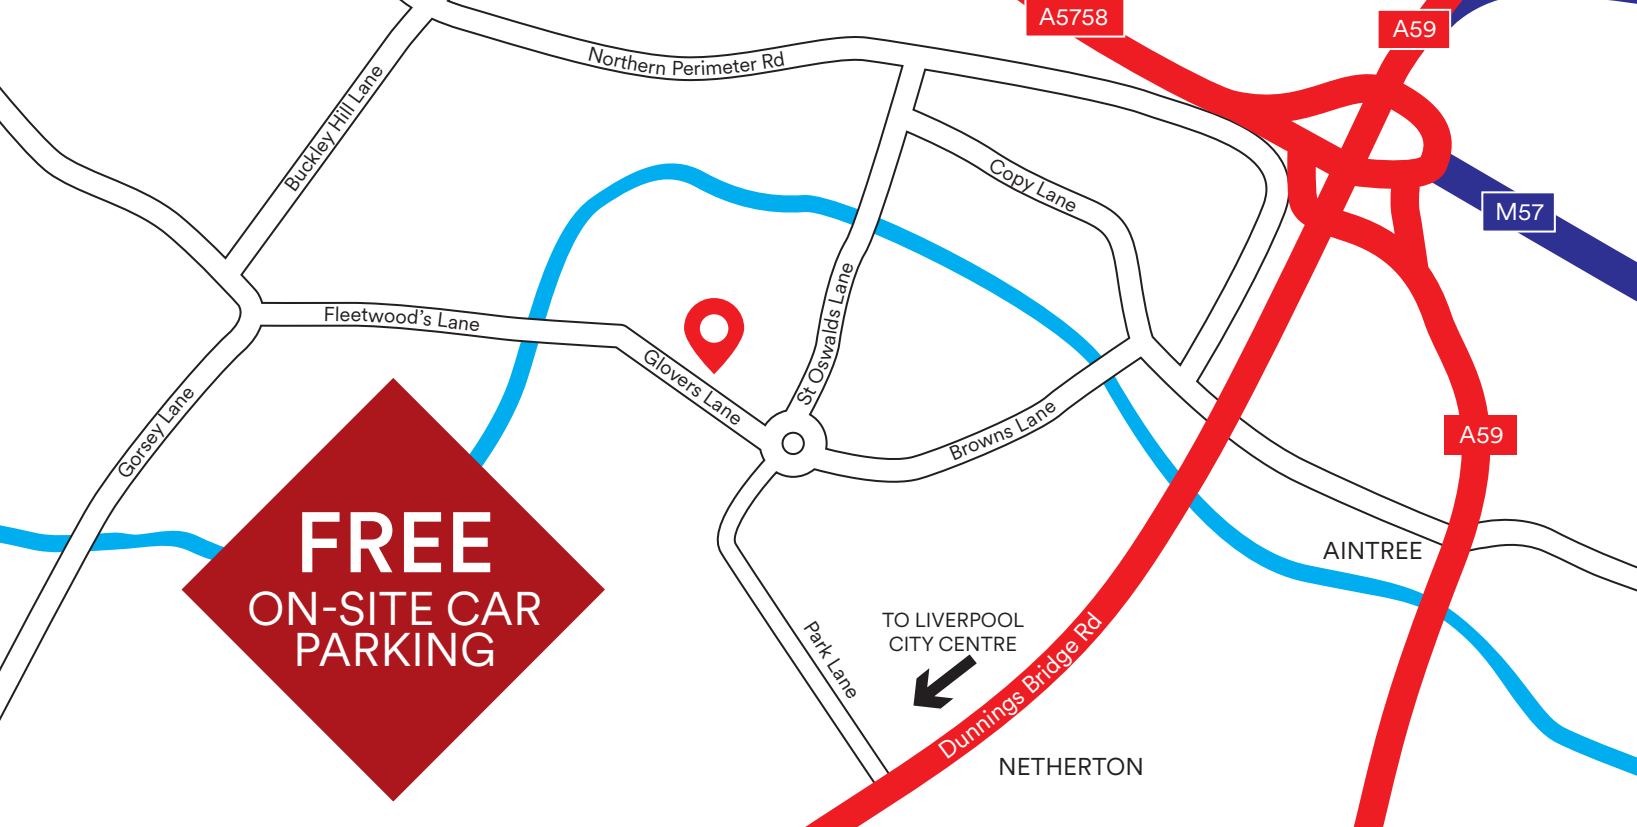 A5758
A59
Northern Perimeter Rd
Buckley Hill Lane
Copy Lane
M57
Fleetwood's Lane
St Oswalds Lane
Glovers Lane
Gorsey Lane
Browns Lane
A59
FREE
ON-SITE CAR
PARKING
AINTREE
TO LIVERPOOL
CITY CENTRE
Park Lane
Dunnings Bridge Rd
NETHERTON